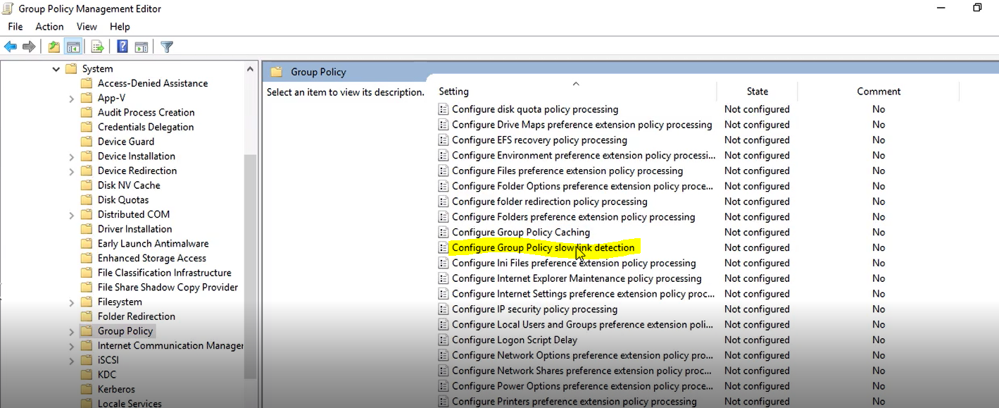 Group Policy Management Editor
File Action View Help
System
Access-Denied Assistance
App-V
Audit Process Creation
Credentials Delegation
Device Guard
Device Installation
Device Redirection
Disk NV Cache
Disk Quotas
Distributed COM
Driver Installation
Early Launch Antimalware
Enhanced Storage Access
File Classification Infrastructure
File Share Shadow Copy Provider
Filesystem
Folder Redirection
Group Policy
Internet Communication Manager
iSCSI
KDC
Kerberos
Locale Services
Group Policy
Select an item to view its description.
Setting State Comment
Configure disk quota policy processing Not configured No
Configure Drive Maps preference extension policy processing Not configured No
Configure EFS recovery policy processing Not configured No
Configure Environment preference extension policy processi... Not configured No
Configure Files preference extension policy processing Not configured No
Configure Folder Options preference extension policy proce... Not configured No
Configure folder redirection policy processing Not configured No
Configure Folders preference extension policy processing Not configured No
Configure Group Policy Caching Not configured No
Configure Group Policy slow link detection Not configured No
Configure Ini Files preference extension policy processing Not configured No
Configure Internet Explorer Maintenance policy processing Not configured No
Configure Internet Settings preference extension policy proc... Not configured No
Configure IP security policy processing Not configured No
Configure Local Users and Groups preference extension poli... Not configured No
Configure Logon Script Delay Not configured No
Configure Network Options preference extension policy pro... Not configured No
Configure Network Shares preference extension policy proc... Not configured No
Configure Power Options preference extension policy proce... Not configured No
Configure Printers preference extension policy processing Not configured No